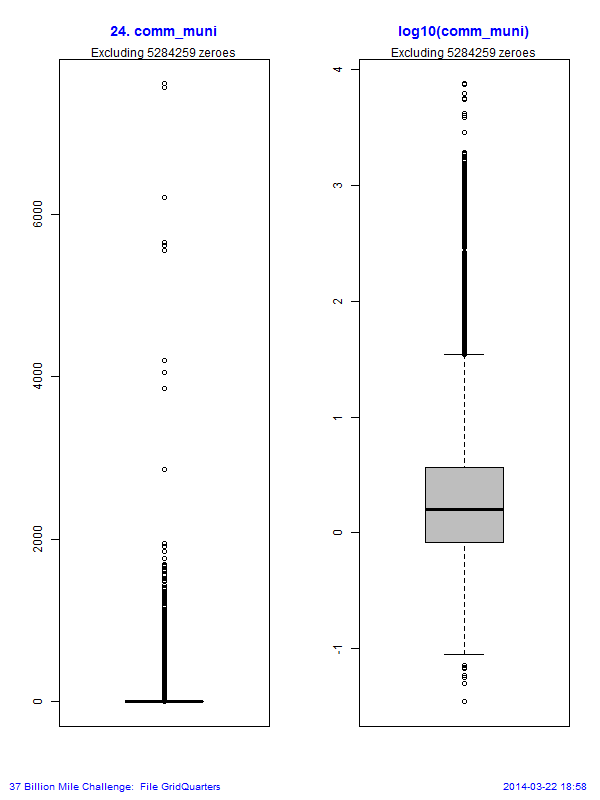 24. comm_muni
Excluding 5284259 zeroes
6000
4000
2000
0
log10(comm_muni)
Excluding 5284259 zeroes
4
3
2
1
0
-1
37 Billion Mile Challenge: File GridQuarters
2014-03-22 18:58